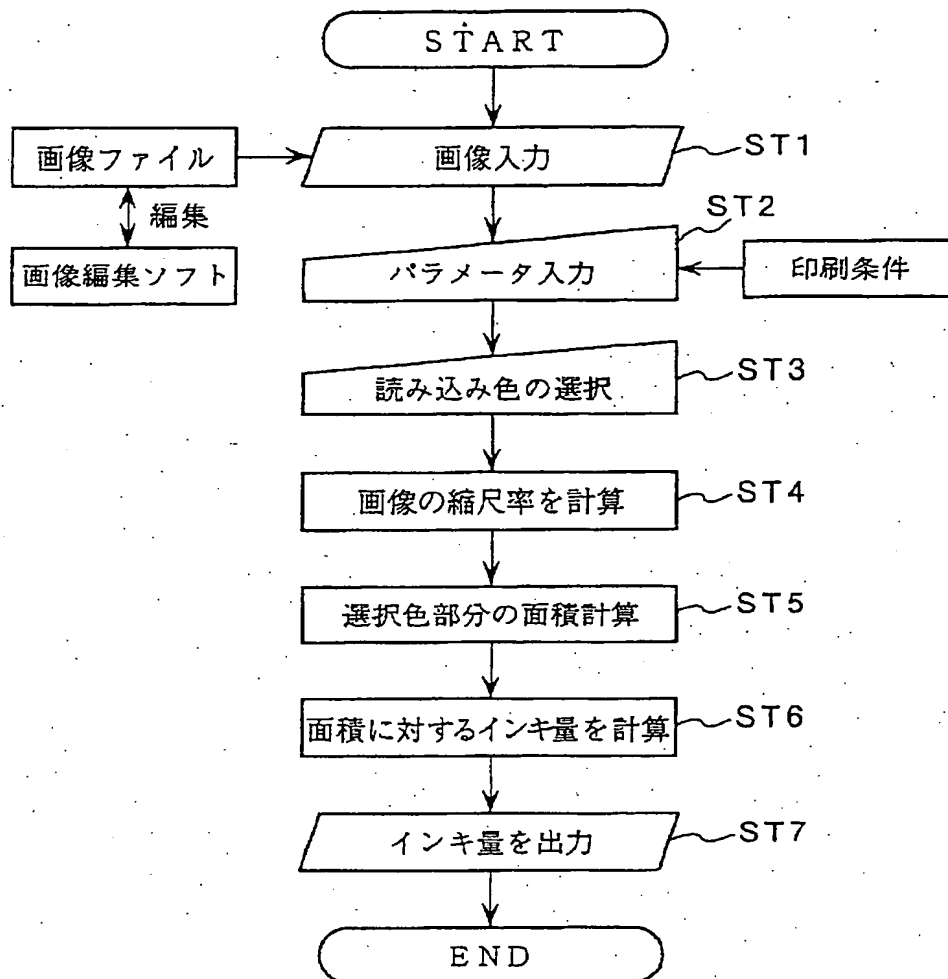 START
画像ファイル
画像入力
ST1
編集
ST2
画像編集ソフト
パラメータ入力
印刷条件
読み込み色の選択
ST3
画像の縮尺率を計算
ST4
選択色部分の面積計算
ST5
面積に対するインキ量を計算
ST6
インキ量を出力
ST7
END